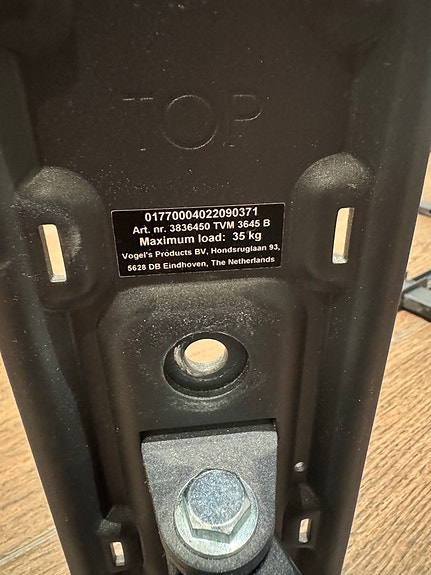 TOP
01770004022090371
Art. nr. 3836450 TVM 3645 B
Maximum load: 35 kg
Vogel's Products BV, Hondsruglaan 93,
5628 DB Eindhoven, The Netherlands